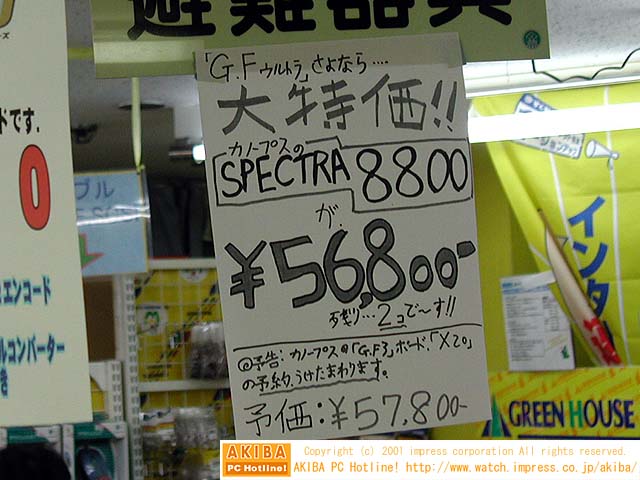 避難器具
「G.Fウルトラ」さよなら・・・・
大特価!!
カノープスの
SPECTRA 8800
が
¥56,800-
残り・・・2コで〜す!!
◎予告:カノープスの「G.F3」ボード・「X20」
の予約、うけたまわります。
予価:¥57,800-
ドです.
0
エンコード
ルコンバーター
ブル
インタ
GREEN HOUSE
AKIBA
PC Hotline!
Copyright (c) 2001 impress corporation All rights reserved.
AKIBA PC Hotline! http://www.watch.impress.co.jp/akiba/